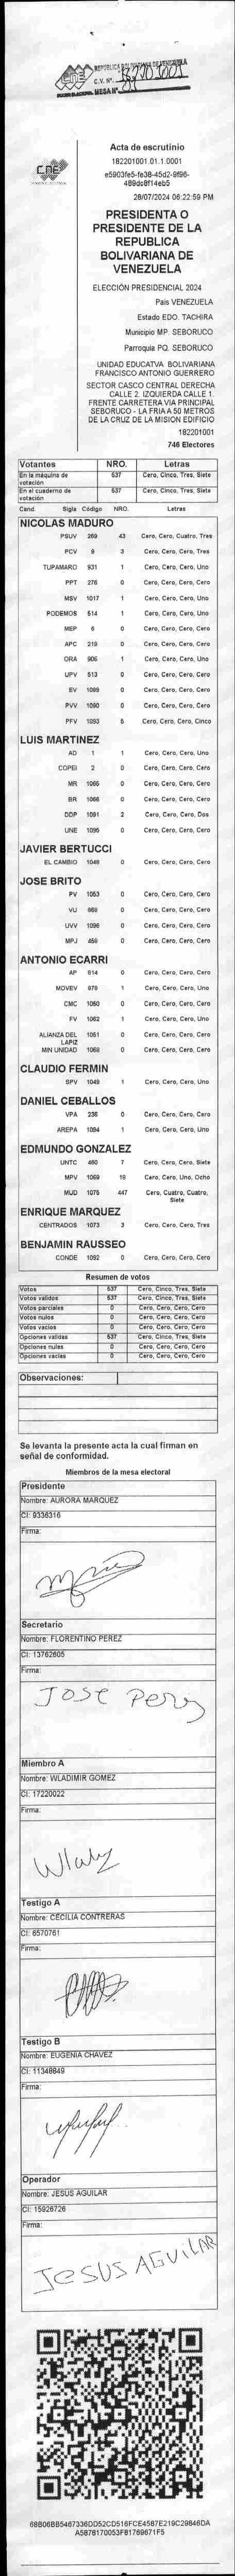 CNE
REPÚBLICA BOLIVARIANA DE VENEZUELA
C.V. N°.
MESA N°. 01
CNE
Acta de escrutinio
182201001.01.1.0001
28/07/2024 06:22:59 PM
PRESIDENTA O
PRESIDENTE DE LA
REPUBLICA
BOLIVARIANA DE
VENEZUELA
ELECCIÓN PRESIDENCIAL 2024
Pais VENEZUELA
Estado EDO. TACHIRA
Municipio MP. SEBORUCO
Parroquia PQ. SEBORUCO
UNIDAD EDUCATIVA BOLIVARIANA
FRANCISCO ANTONIO GUERRERO
SECTOR CASCO CENTRAL DERECHA
CALLE 2. IZQUIERDA CALLE 1.
FRENTE CARRETERA VIA PRINCIPAL
SEBORUCO - LA FRIA A 50 METROS
DE LA CRUZ DE LA MISION EDIFICIO
182201001
746 Electores
Votantes NRO. Letras
En la máquina de votación 537 Cero, Cinco, Tres, Siete
En el cuaderno de votación 537 Cero, Cinco, Tres, Siete
Cand. Sigla Código NRO. Letras
NICOLAS MADURO
PSUV 269 43 Cero, Cero, Cuatro, Tres
PCV 9 3 Cero, Cero, Cero, Tres
TUPAMARO 931 1 Cero, Cero, Cero, Uno
PPT 276 0 Cero, Cero, Cero, Cero
MSV 1017 1 Cero, Cero, Cero, Uno
PODEMOS 514 1 Cero, Cero, Cero, Uno
MEP 6 0 Cero, Cero, Cero, Cero
APC 219 0 Cero, Cero, Cero, Cero
ORA 906 1 Cero, Cero, Cero, Uno
UPV 513 0 Cero, Cero, Cero, Cero
EV 1089 0 Cero, Cero, Cero, Cero
PVV 1090 0 Cero, Cero, Cero, Cero
PFV 1093 5 Cero, Cero, Cero, Cinco
LUIS MARTINEZ
AD 1 1 Cero, Cero, Cero, Uno
COPEI 2 0 Cero, Cero, Cero, Cero
MR 1065 0 Cero, Cero, Cero, Cero
BR 1066 0 Cero, Cero, Cero, Cero
DDP 1091 2 Cero, Cero, Cero, Dos
UNE 1095 0 Cero, Cero, Cero, Cero
JAVIER BERTUCCI
EL CAMBIO 1048 0 Cero, Cero, Cero, Cero
JOSE BRITO
PV 1053 0 Cero, Cero, Cero, Cero
VU 868 0 Cero, Cero, Cero, Cero
UVV 1096 0 Cero, Cero, Cero, Cero
MPJ 459 0 Cero, Cero, Cero, Cero
ANTONIO ECARRI
AP 614 0 Cero, Cero, Cero, Cero
MOVEV 979 1 Cero, Cero, Cero, Uno
CMC 1050 0 Cero, Cero, Cero, Cero
FV 1062 1 Cero, Cero, Cero, Uno
ALIANZA DEL LAPIZ 1051 0 Cero, Cero, Cero, Cero
MIN UNIDAD 1068 0 Cero, Cero, Cero, Cero
CLAUDIO FERMIN
SPV 1049 1 Cero, Cero, Cero, Uno
DANIEL CEBALLOS
VPA 236 0 Cero, Cero, Cero, Cero
AREPA 1094 1 Cero, Cero, Cero, Uno
EDMUNDO GONZALEZ
UNTC 460 7 Cero, Cero, Cero, Siete
MPV 1069 18 Cero, Cero, Uno, Ocho
MUD 1075 447 Cero, Cuatro, Cuatro, Siete
ENRIQUE MARQUEZ
CENTRADOS 1073 3 Cero, Cero, Cero, Tres
BENJAMIN RAUSSEO
CONDE 1092 0 Cero, Cero, Cero, Cero
Resumen de votos
Votos 537 Cero, Cinco, Tres, Siete
Votos validos 537 Cero, Cinco, Tres, Siete
Votos parciales 0 Cero, Cero, Cero, Cero
Votos nulos 0 Cero, Cero, Cero, Cero
Votos vacios 0 Cero, Cero, Cero, Cero
Opciones validas 537 Cero, Cinco, Tres, Siete
Opciones nulas 0 Cero, Cero, Cero, Cero
Opciones vacias 0 Cero, Cero, Cero, Cero
Observaciones:
Se levanta la presente acta la cual firman en
señal de conformidad.
Miembros de la mesa electoral
Presidente
Nombre: AURORA MARQUEZ
CI: 9336316
Firma:
Secretario
Nombre: FLORENTINO PEREZ
CI: 13762605
Firma:
JOSE Perez
Miembro A
Nombre: WLADIMIR GOMEZ
CI: 17220022
Firma:
Testigo A
Nombre: CECILIA CONTRERAS
CI: 6570761
Firma:
Testigo B
Nombre: EUGENIA CHAVEZ
CI: 11348849
Firma:
Operador
Nombre: JESUS AGUILAR
CI: 15926726
Firma:
JESUS AGUILAR